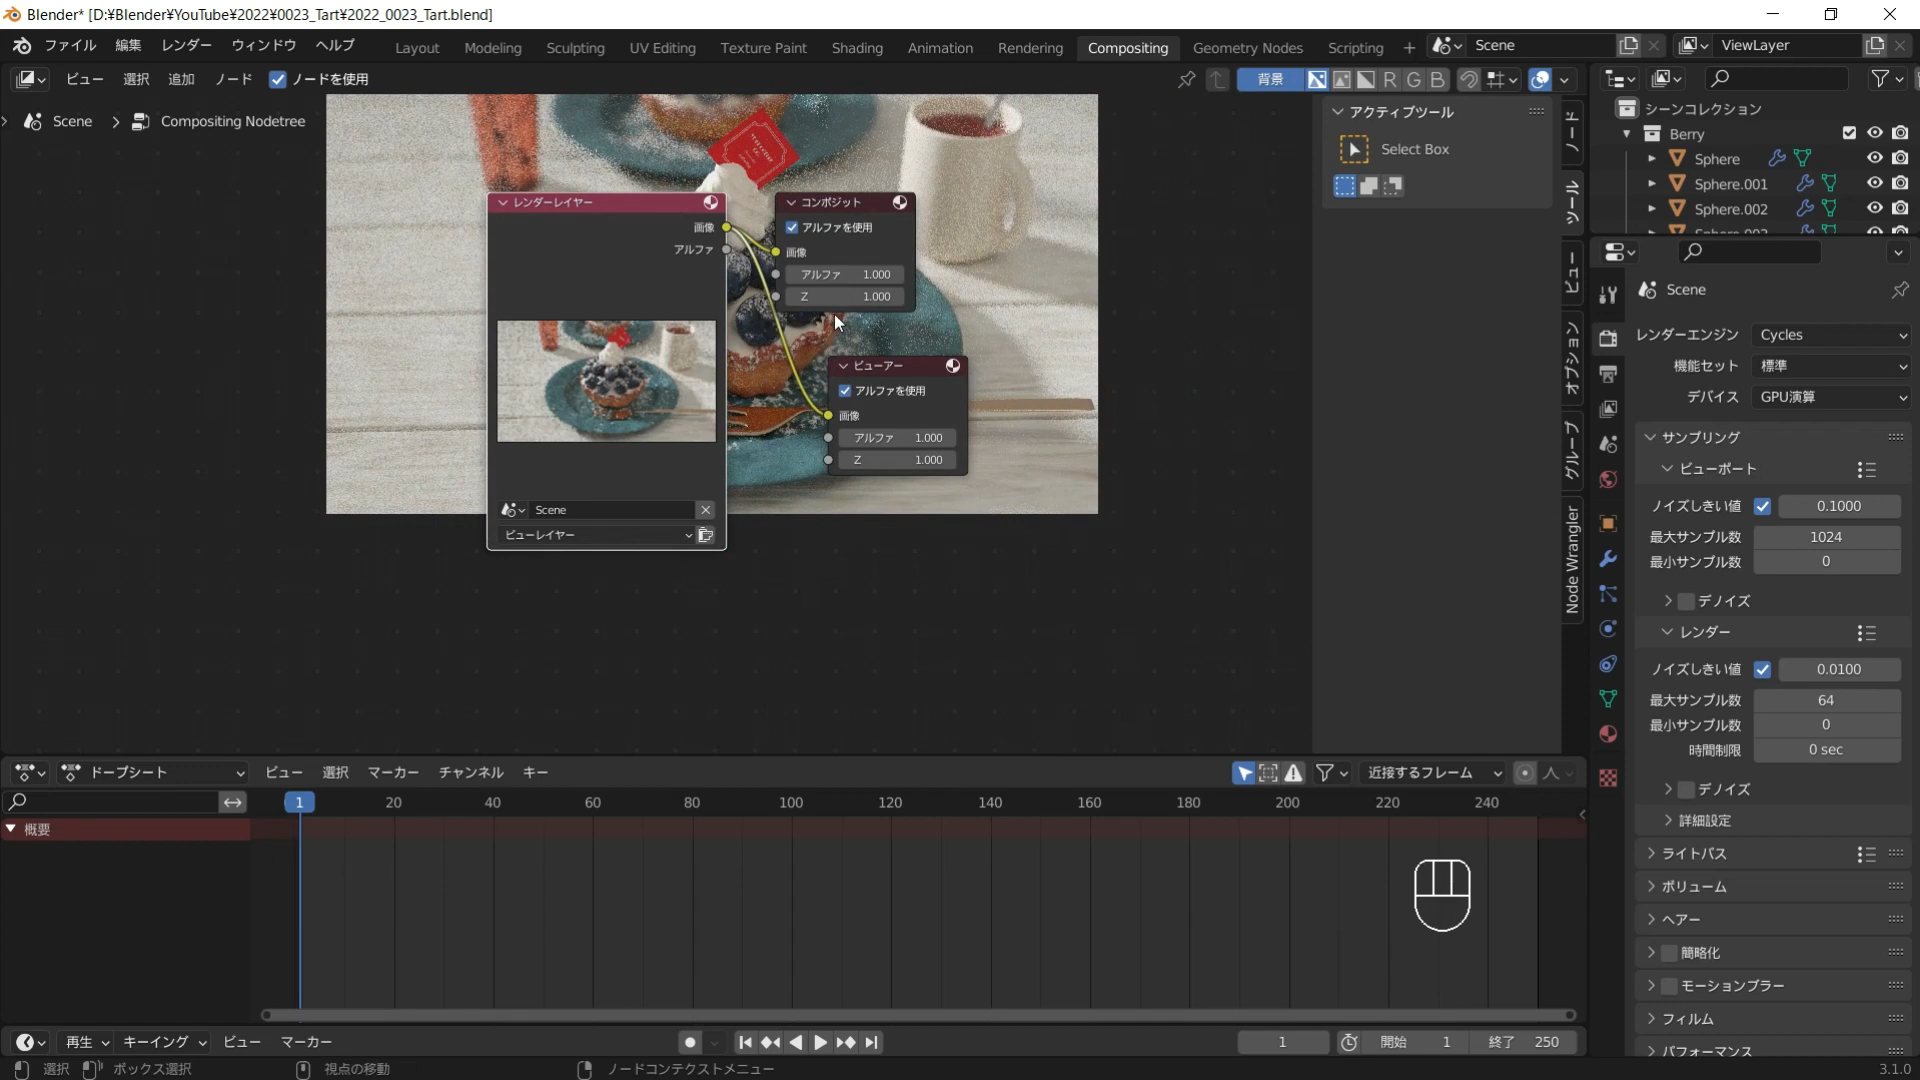 Blender* [D:¥Blender¥YouTube¥2022¥0023_Tart¥2022_0023_Tart.blend]
ファイル 編集 レンダー ウィンドウ ヘルプ Layout Modeling Sculpting UV Editing Texture Paint Shading Animation Rendering Compositing Geometry Nodes Scripting + Scene ViewLayer
ビュー 選択 追加 ノード ノードを使用 背景 R G B
Scene > Compositing Nodetree
アクティブツール
Select Box
ノード
ツール
ビュー
オプション
グループ
Node Wrangler
レンダーレイヤー
画像
アルファ
Scene
ビューレイヤー
コンポジット
アルファを使用
画像
アルファ 1.000
Z 1.000
ビューアー
アルファを使用
画像
アルファ 1.000
Z 1.000
シーンコレクション
Berry
Sphere
Sphere.001
Sphere.002
Scene
レンダーエンジン Cycles
機能セット 標準
デバイス GPU演算
サンプリング
ビューポート
ノイズしきい値 0.1000
最大サンプル数 1024
最小サンプル数 0
デノイズ
レンダー
ノイズしきい値 0.0100
最大サンプル数 64
最小サンプル数 0
時間制限 0 sec
デノイズ
詳細設定
ライトパス
ボリューム
ヘアー
簡略化
モーションブラー
フィルム
パフォーマンス
ドープシート ビュー 選択 マーカー チャンネル キー 近接するフレーム
1 20 40 60 80 100 120 140 160 180 200 220 240
概要
再生 キーイング ビュー マーカー 1 開始 1 終了 250
選択 ボックス選択 視点の移動 ノードコンテクストメニュー 3.1.0